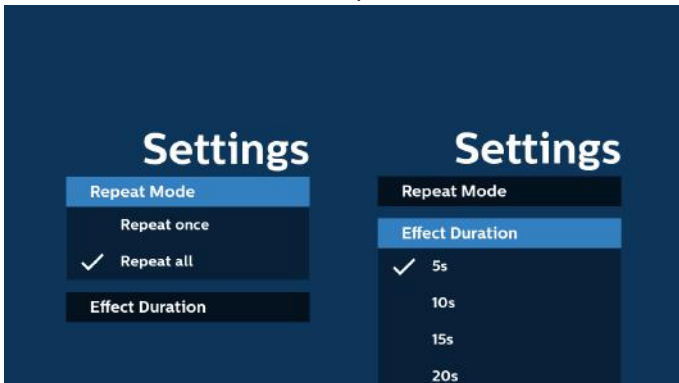 Settings
Repeat Mode
Repeat once
Repeat all
Effect Duration
Settings
Repeat Mode
Effect Duration
5s
10s
15s
20s